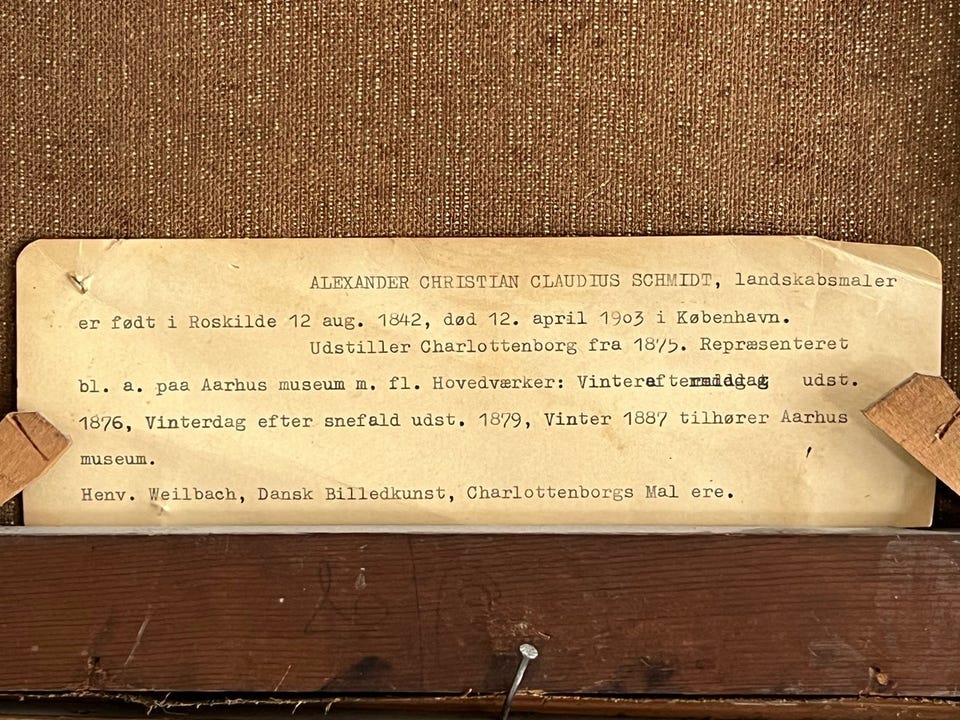 ALEXANDER CHRISTIAN CLAUDIUS SCHMIDT, landskabsmaler
er født i Roskilde 12 aug. 1842, død 12. april 1903 i København.
Udstiller Charlottenborg fra 1875. Repræsenteret
bl. a. paa Aarhus museum m. fl. Hovedværker: Vintereftermiddag udst.
1876, Vinterdag efter snefald udst. 1879, Vinter 1887 tilhører Aarhus
museum.
Henv. Weilbach, Dansk Billedkunst, Charlottenborgs Mal ere.